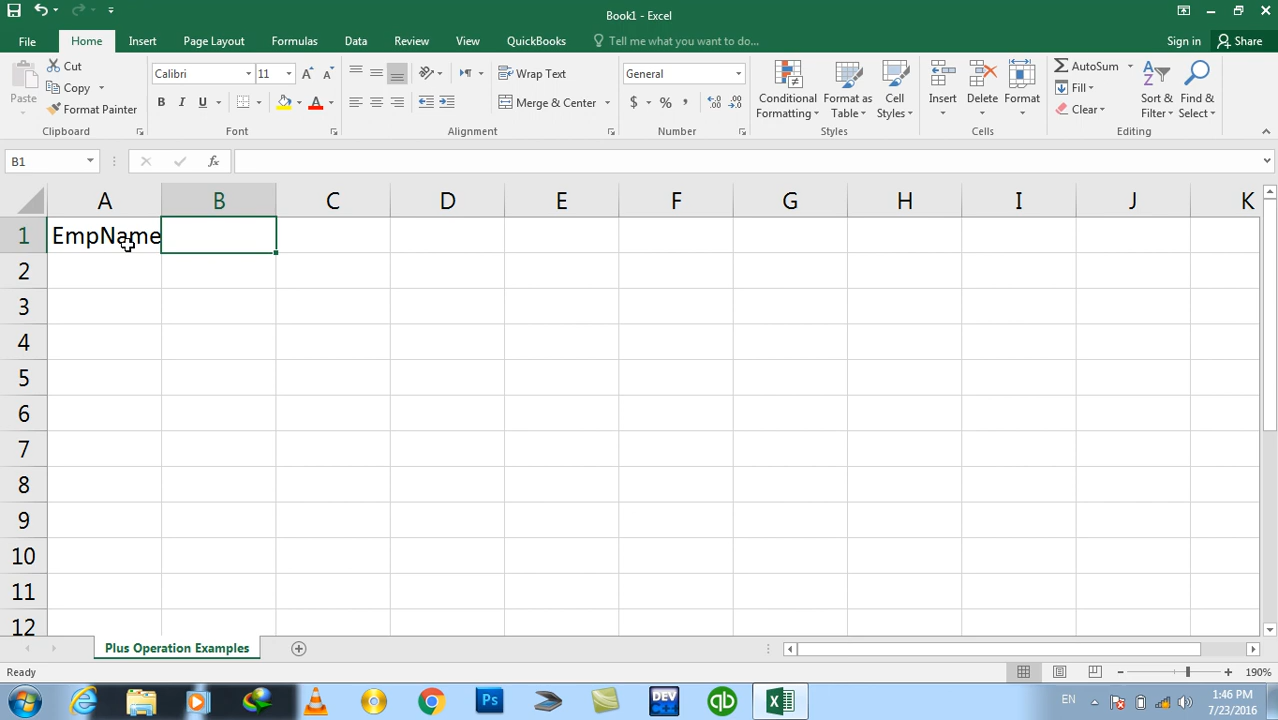 Book1 - Excel
File Home Insert Page Layout Formulas Data Review View QuickBooks Tell me what you want to do... Sign in Share
Paste
Cut
Copy
Format Painter
Clipboard
Calibri 11
B I U A
Font
Wrap Text
Merge & Center
Alignment
General
$ % ,
Number
Conditional Formatting
Format as Table
Cell Styles
Styles
Insert Delete Format
Cells
AutoSum
Fill
Clear
Sort & Filter
Find & Select
Editing
B1 fx
A B C D E F G H I J K
1 EmpName
2
3
4
5
6
7
8
9
10
11
12
Plus Operation Examples
Ready 190%
Ps DEV C++ qb EN 1:46 PM
7/23/2016